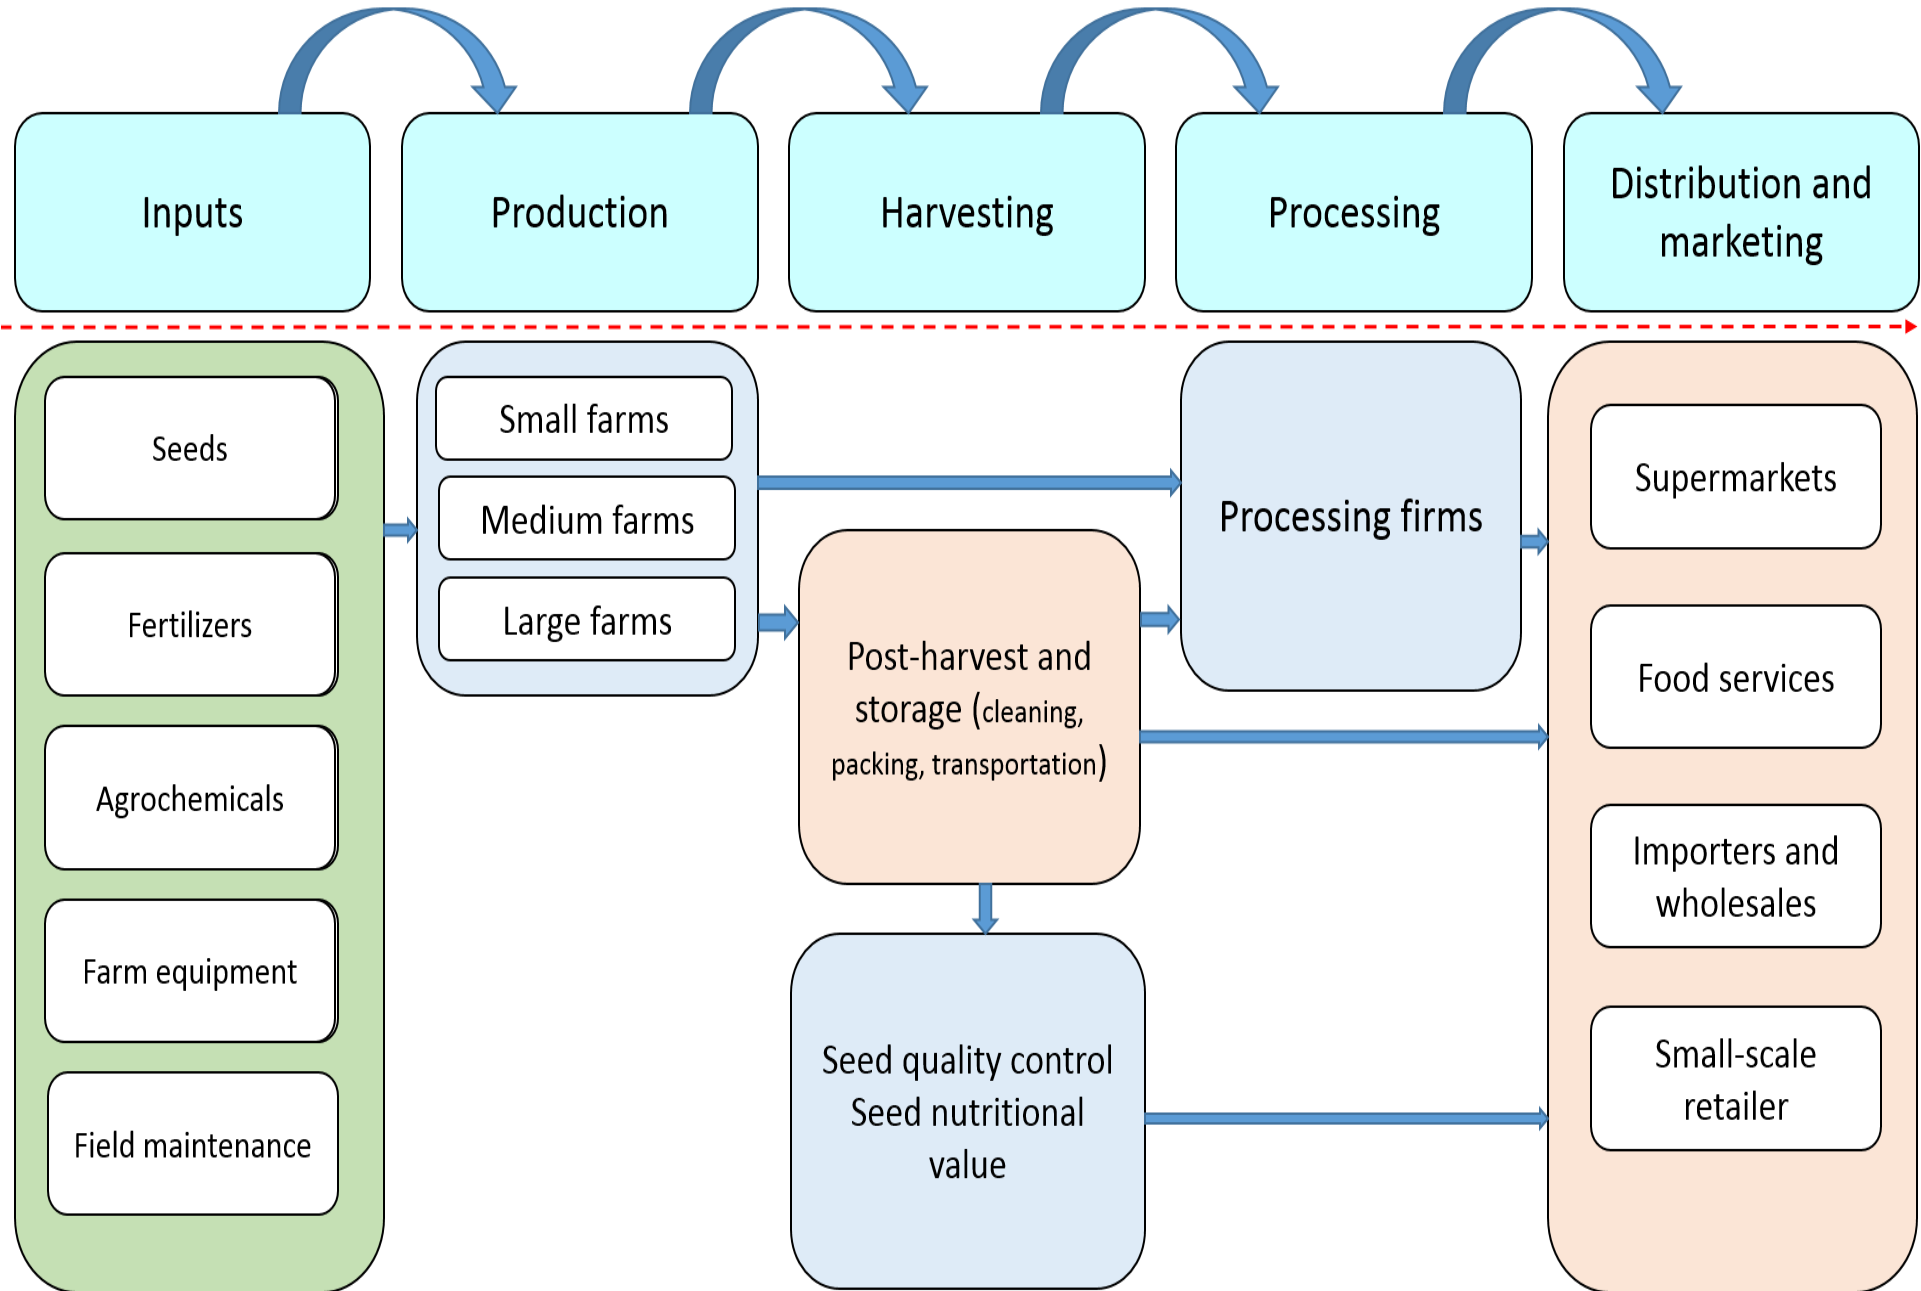 Inputs
Production
Harvesting
Processing
Distribution and
marketing
Seeds
Fertilizers
Agrochemicals
Farm equipment
Field maintenance
Small farms
Medium farms
Large farms
Post-harvest and
storage (cleaning,
packing, transportation)
Seed quality control
Seed nutritional
value
Processing firms
Supermarkets
Food services
Importers and
wholesales
Small-scale
retailer